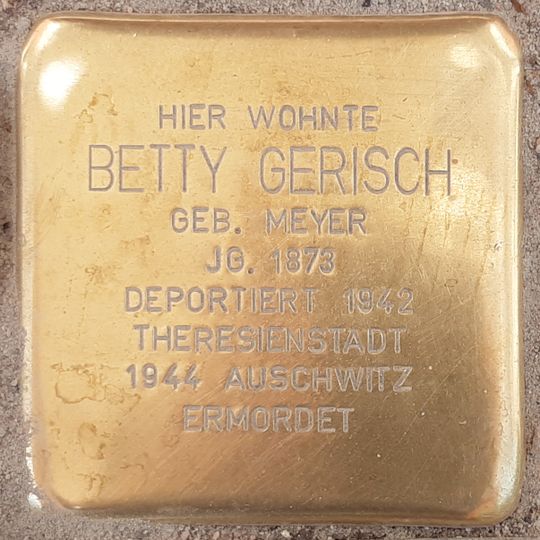 HIER WOHNTE
BETTY GERISCH
GEB. MEYER
JG. 1873
DEPORTIERT 1942
THERESIENSTADT
1944 AUSCHWITZ
ERMORDET